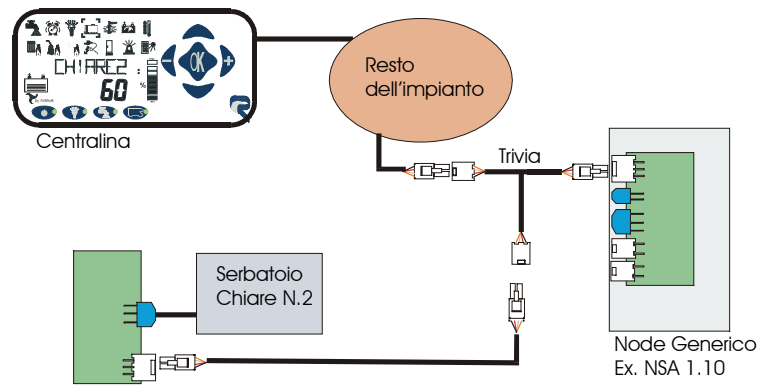 CHIARE2 :
60 %
OK
+
-
Centralina
Resto
dell'impianto
Trivia
Serbatoio
Chiare N.2
Node Generico
Ex. NSA 1.10